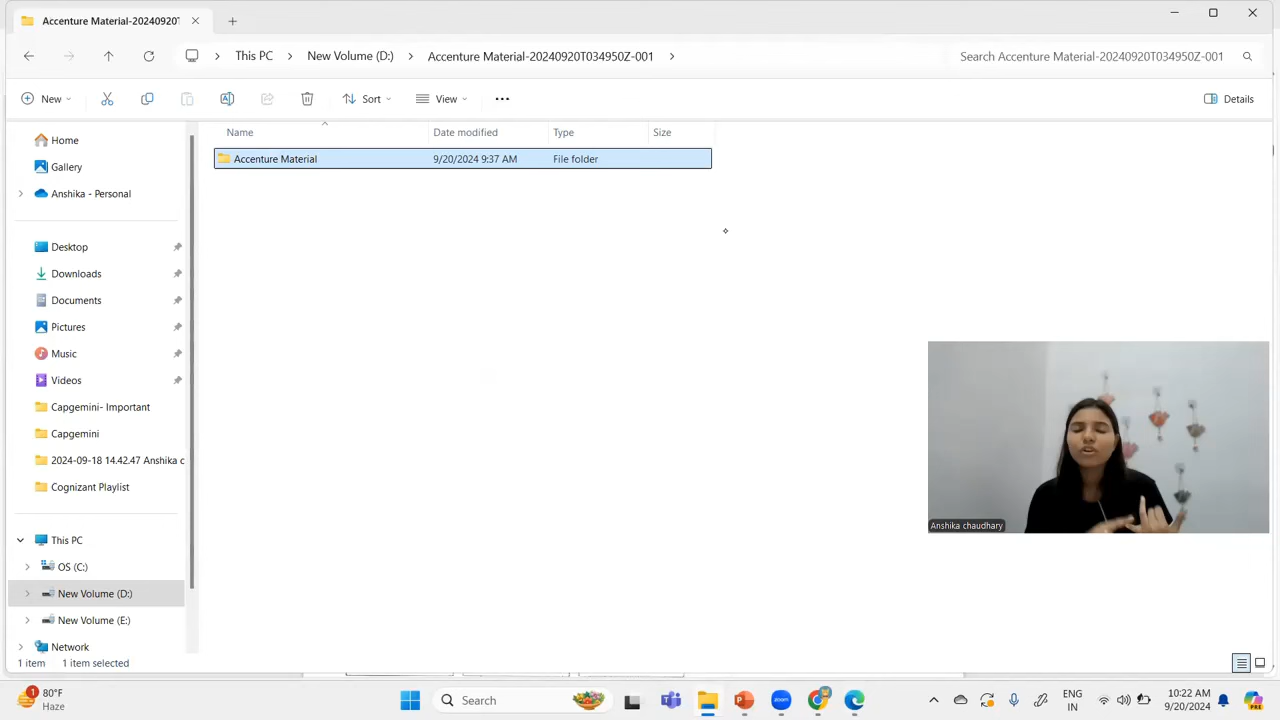 Accenture Material-20240920T
This PC
New Volume (D:)
Accenture Material-20240920T034950Z-001
Search Accenture Material-20240920T034950Z-001
New
Sort
View
Details
Name
Date modified
Type
Size
Accenture Material
9/20/2024 9:37 AM
File folder
Home
Gallery
Anshika - Personal
Desktop
Downloads
Documents
Pictures
Music
Videos
Capgemini- Important
Capgemini
2024-09-18 14.42.47 Anshika c
Cognizant Playlist
This PC
OS (C:)
New Volume (D:)
New Volume (E:)
Network
Anshika chaudhary
1 item
1 item selected
1
80°F
Haze
Search
zoom
ENG
IN
10:22 AM
9/20/2024
PRE